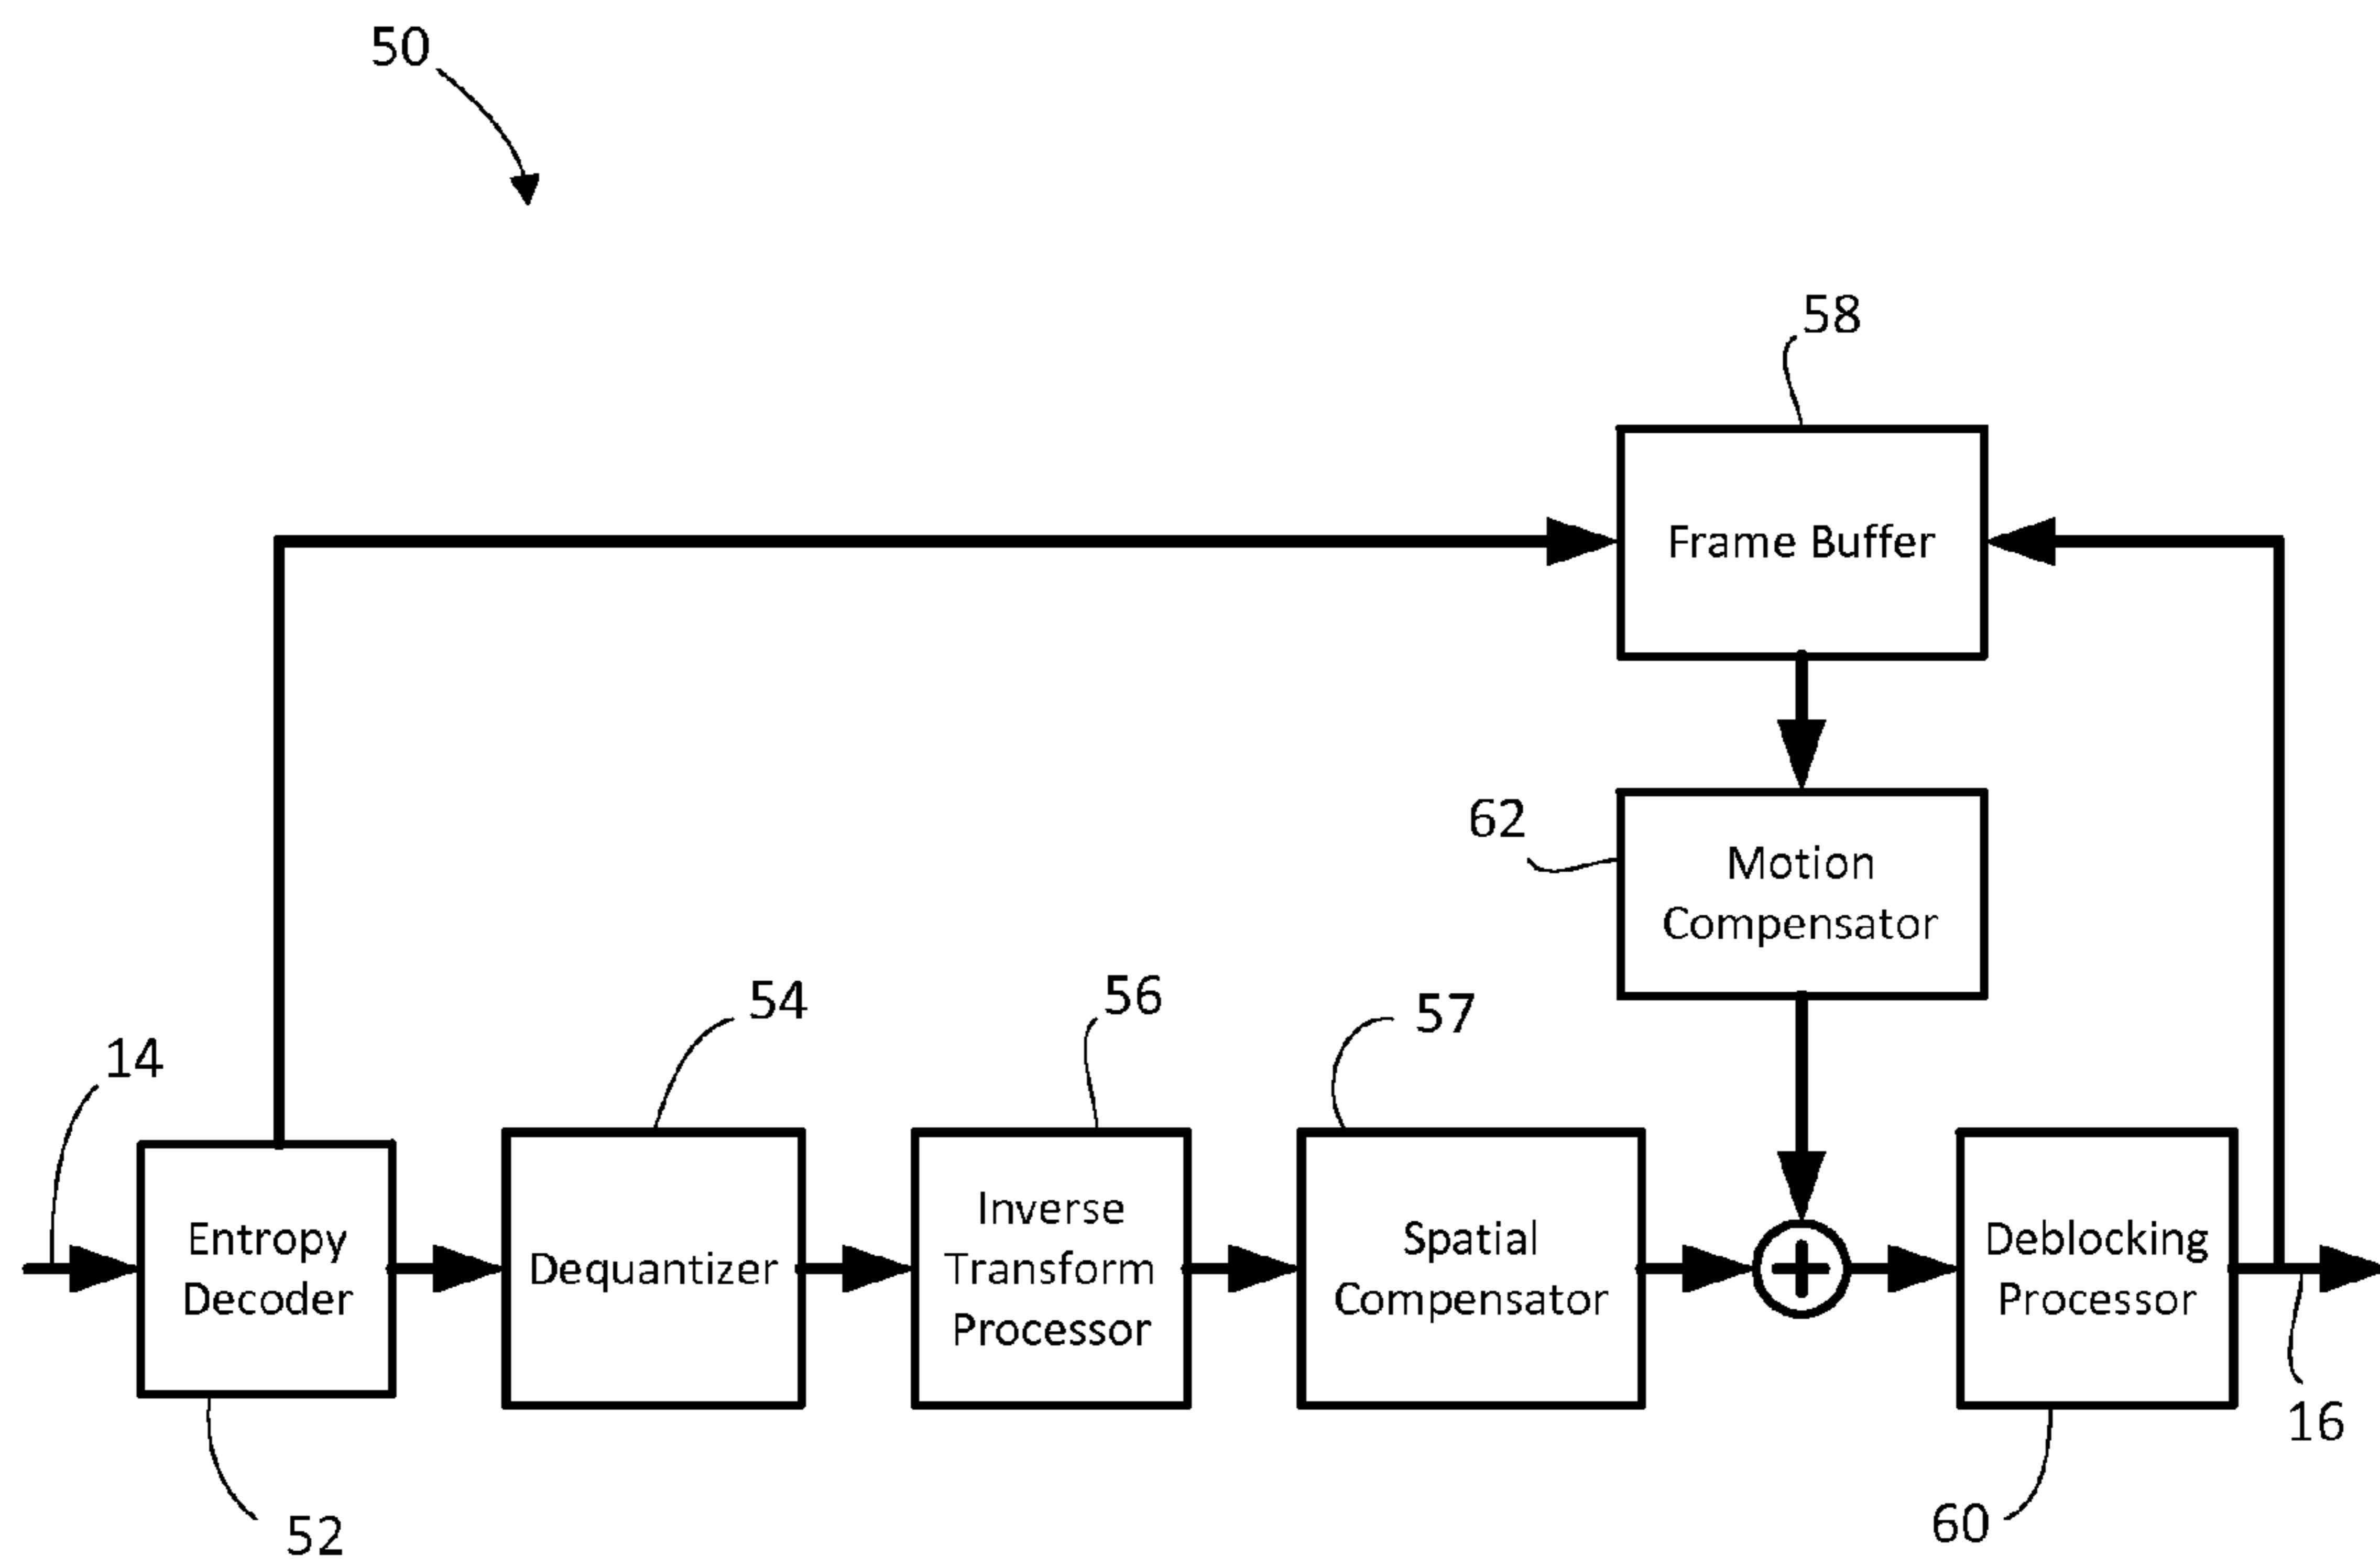 50
58
Frame Buffer
62
Motion
Compensator
14
54
56
57
Entropy
Decoder
Dequantizer
Inverse
Transform
Processor
Spatial
Compensator
Deblocking
Processor
16
52
60